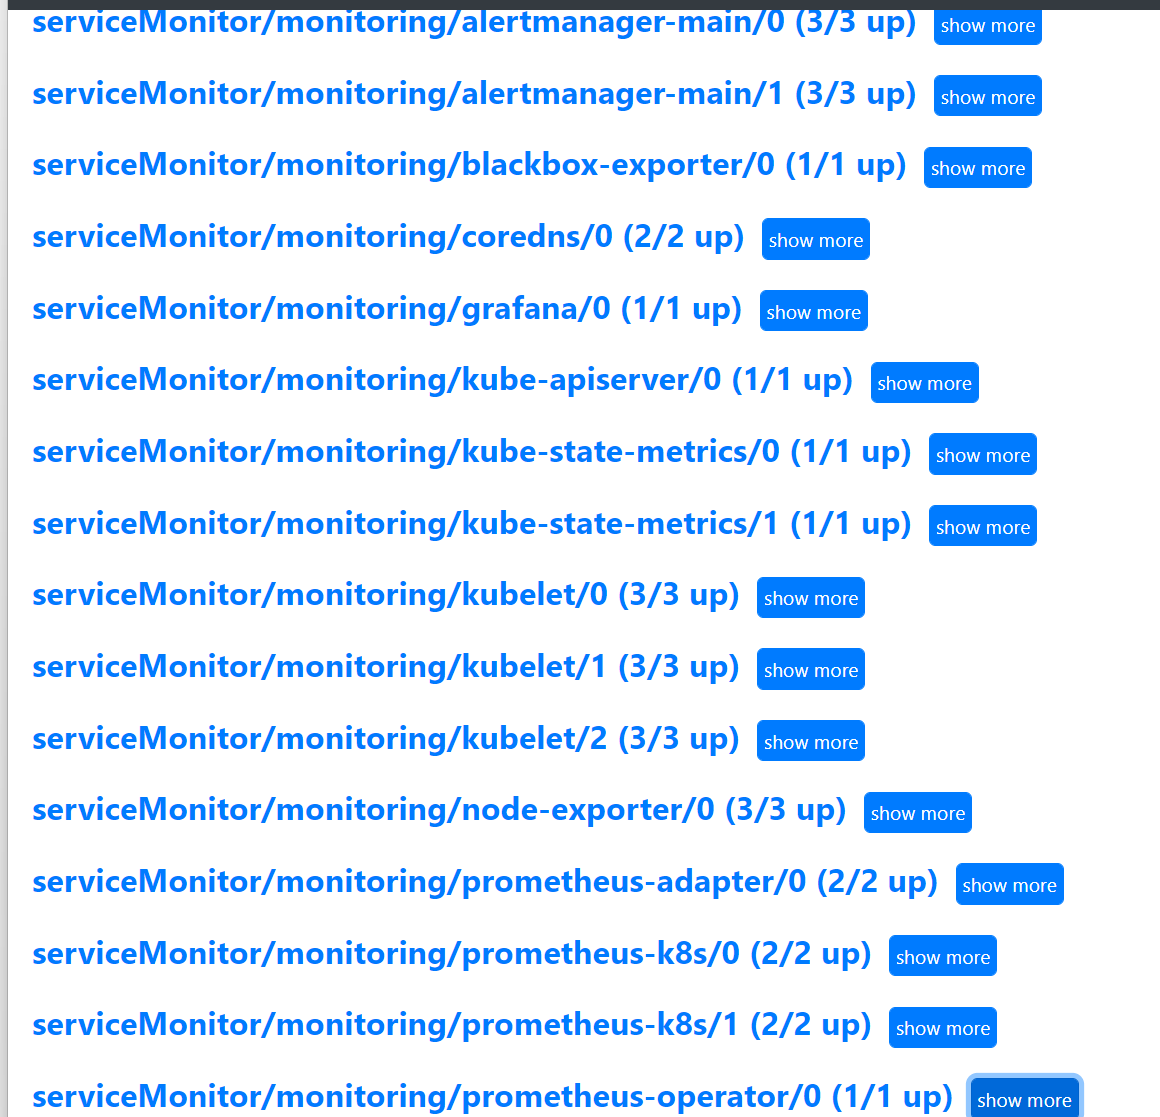 serviceMonitor/monitoring/alertmanager-main/0 (3/3 up) show more
serviceMonitor/monitoring/alertmanager-main/1 (3/3 up) show more
serviceMonitor/monitoring/blackbox-exporter/0 (1/1 up) show more
serviceMonitor/monitoring/coredns/0 (2/2 up) show more
serviceMonitor/monitoring/grafana/0 (1/1 up) show more
serviceMonitor/monitoring/kube-apiserver/0 (1/1 up) show more
serviceMonitor/monitoring/kube-state-metrics/0 (1/1 up) show more
serviceMonitor/monitoring/kube-state-metrics/1 (1/1 up) show more
serviceMonitor/monitoring/kubelet/0 (3/3 up) show more
serviceMonitor/monitoring/kubelet/1 (3/3 up) show more
serviceMonitor/monitoring/kubelet/2 (3/3 up) show more
serviceMonitor/monitoring/node-exporter/0 (3/3 up) show more
serviceMonitor/monitoring/prometheus-adapter/0 (2/2 up) show more
serviceMonitor/monitoring/prometheus-k8s/0 (2/2 up) show more
serviceMonitor/monitoring/prometheus-k8s/1 (2/2 up) show more
serviceMonitor/monitoring/prometheus-operator/0 (1/1 up) show more